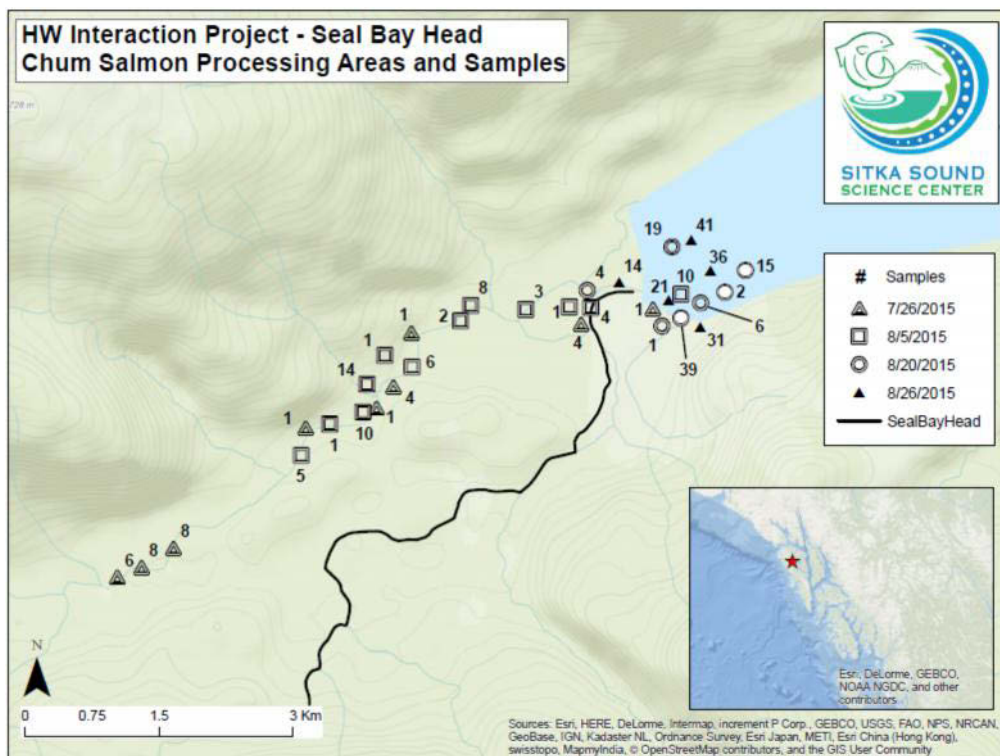 HW Interaction Project - Seal Bay Head
Chum Salmon Processing Areas and Samples
728 m
SITKA SOUND
SCIENCE CENTER
19
41
36
15
4
14
10
21
2
8
3
1
2
1
4
4
1
6
31
39
1
1
6
14
4
1
10
1
1
5
8
8
6
# Samples
7/26/2015
8/5/2015
8/20/2015
8/26/2015
SealBayHead
N
0 0.75 1.5 3 Km
Esri, DeLorme, GEBCO,
NOAA NGDC, and other
contributors
Sources: Esri, HERE, DeLorme, Intermap, increment P Corp., GEBCO, USGS, FAO, NPS, NRCAN,
GeoBase, IGN, Kadaster NL, Ordnance Survey, Esri Japan, METI, Esri China (Hong Kong),
swisstopo, MapmyIndia, © OpenStreetMap contributors, and the GIS User Community